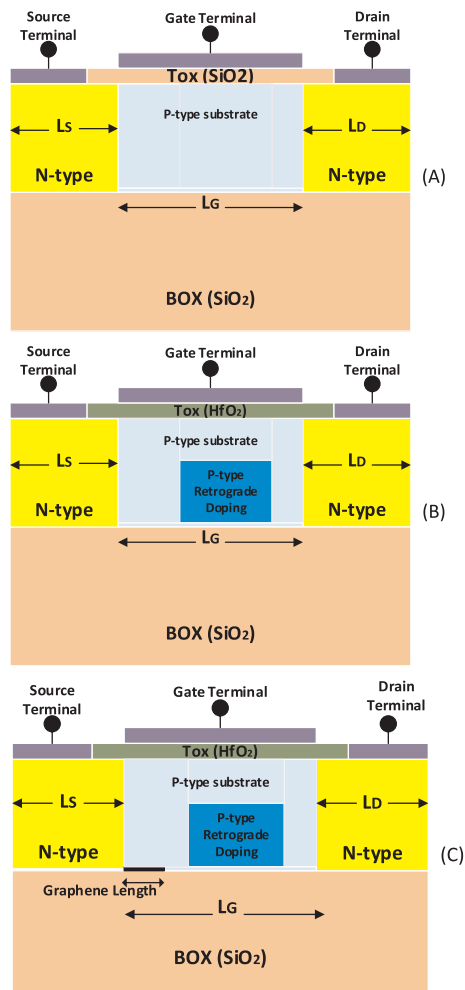 Source Terminal
Gate Terminal
Drain Terminal
Tox (SiO2)
P-type substrate
LS
LD
N-type
N-type
(A)
LG
BOX (SiO₂)
Source Terminal
Gate Terminal
Drain Terminal
Tox (HfO₂)
P-type substrate
LS
LD
P-type
Retrograde
Doping
N-type
N-type
(B)
LG
BOX (SiO₂)
Source Terminal
Gate Terminal
Drain Terminal
Tox (HfO₂)
P-type substrate
LS
LD
P-type
Retrograde
Doping
N-type
N-type
(C)
Graphene Length
LG
BOX (SiO₂)